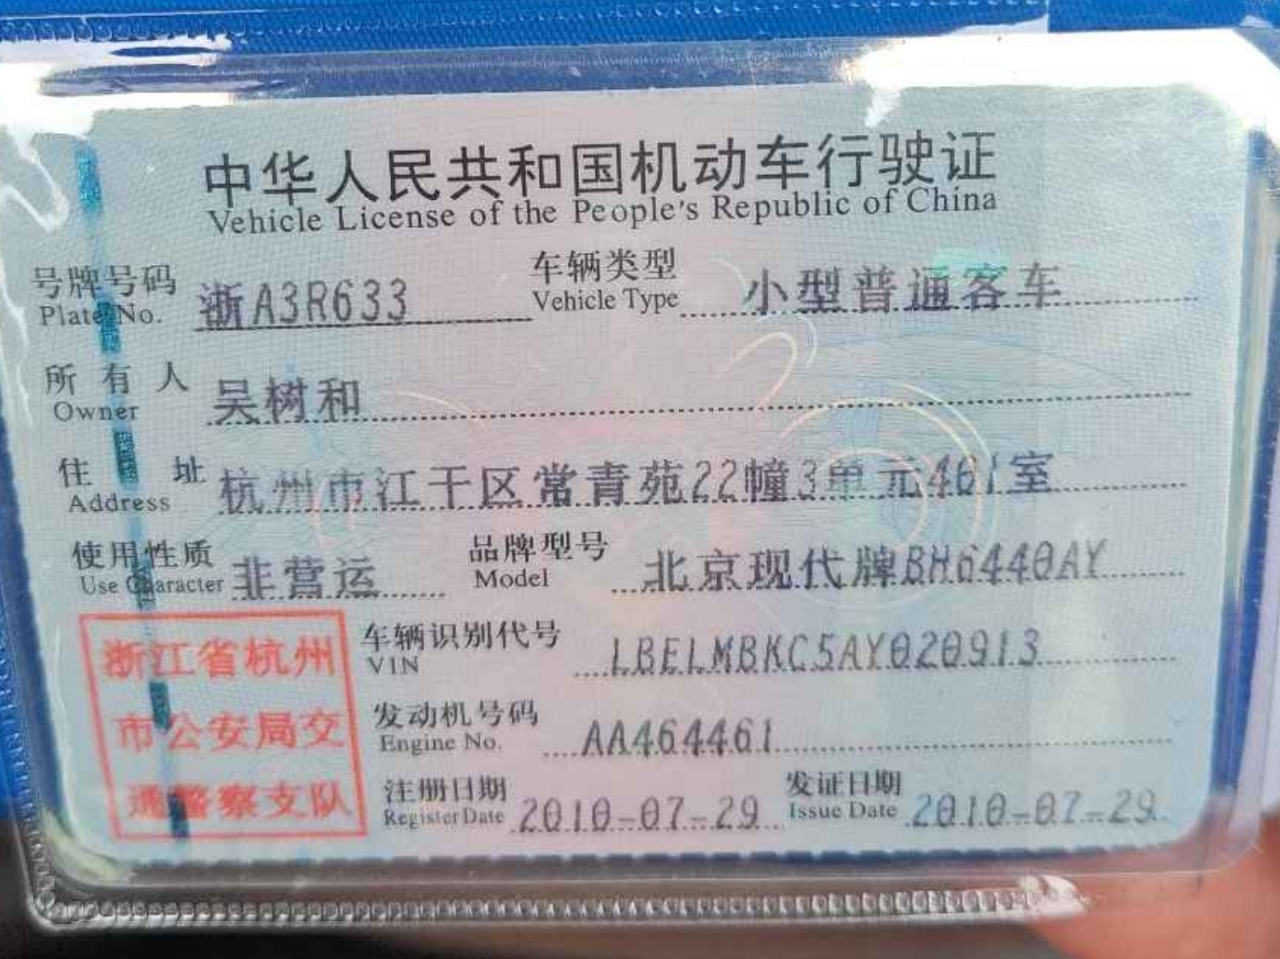 中华人民共和国机动车行驶证
Vehicle License of the People's Republic of China
号牌号码 浙A3R633 车辆类型 小型普通客车
Plate No. Vehicle Type
所有人 吴树和
Owner
住址 杭州市江干区常青苑22幢3单元461室
Address
使用性质 非营运 品牌型号 北京现代牌BH6440AY
Use Character Model
车辆识别代号 LBELMBKC5AY020913
VIN
发动机号码 AA464461
Engine No.
注册日期 2010-07-29 发证日期 2010-07-29
Register Date Issue Date
浙江省杭州
市公安局交
通警察支队